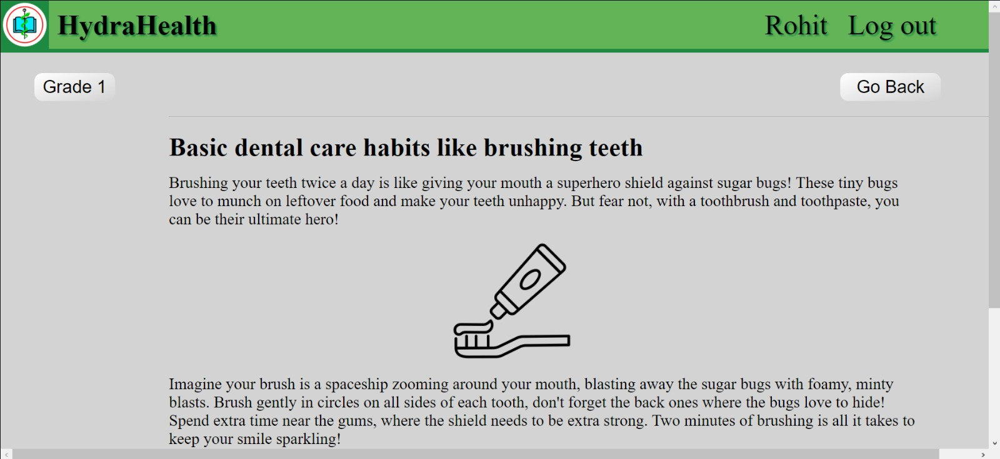 HydraHealth
Rohit Log out
Grade 1
Go Back
Basic dental care habits like brushing teeth
Brushing your teeth twice a day is like giving your mouth a superhero shield against sugar bugs! These tiny bugs
love to munch on leftover food and make your teeth unhappy. But fear not, with a toothbrush and toothpaste, you
can be their ultimate hero!
Imagine your brush is a spaceship zooming around your mouth, blasting away the sugar bugs with foamy, minty
blasts. Brush gently in circles on all sides of each tooth, don't forget the back ones where the bugs love to hide!
Spend extra time near the gums, where the shield needs to be extra strong. Two minutes of brushing is all it takes to
keep your smile sparkling!